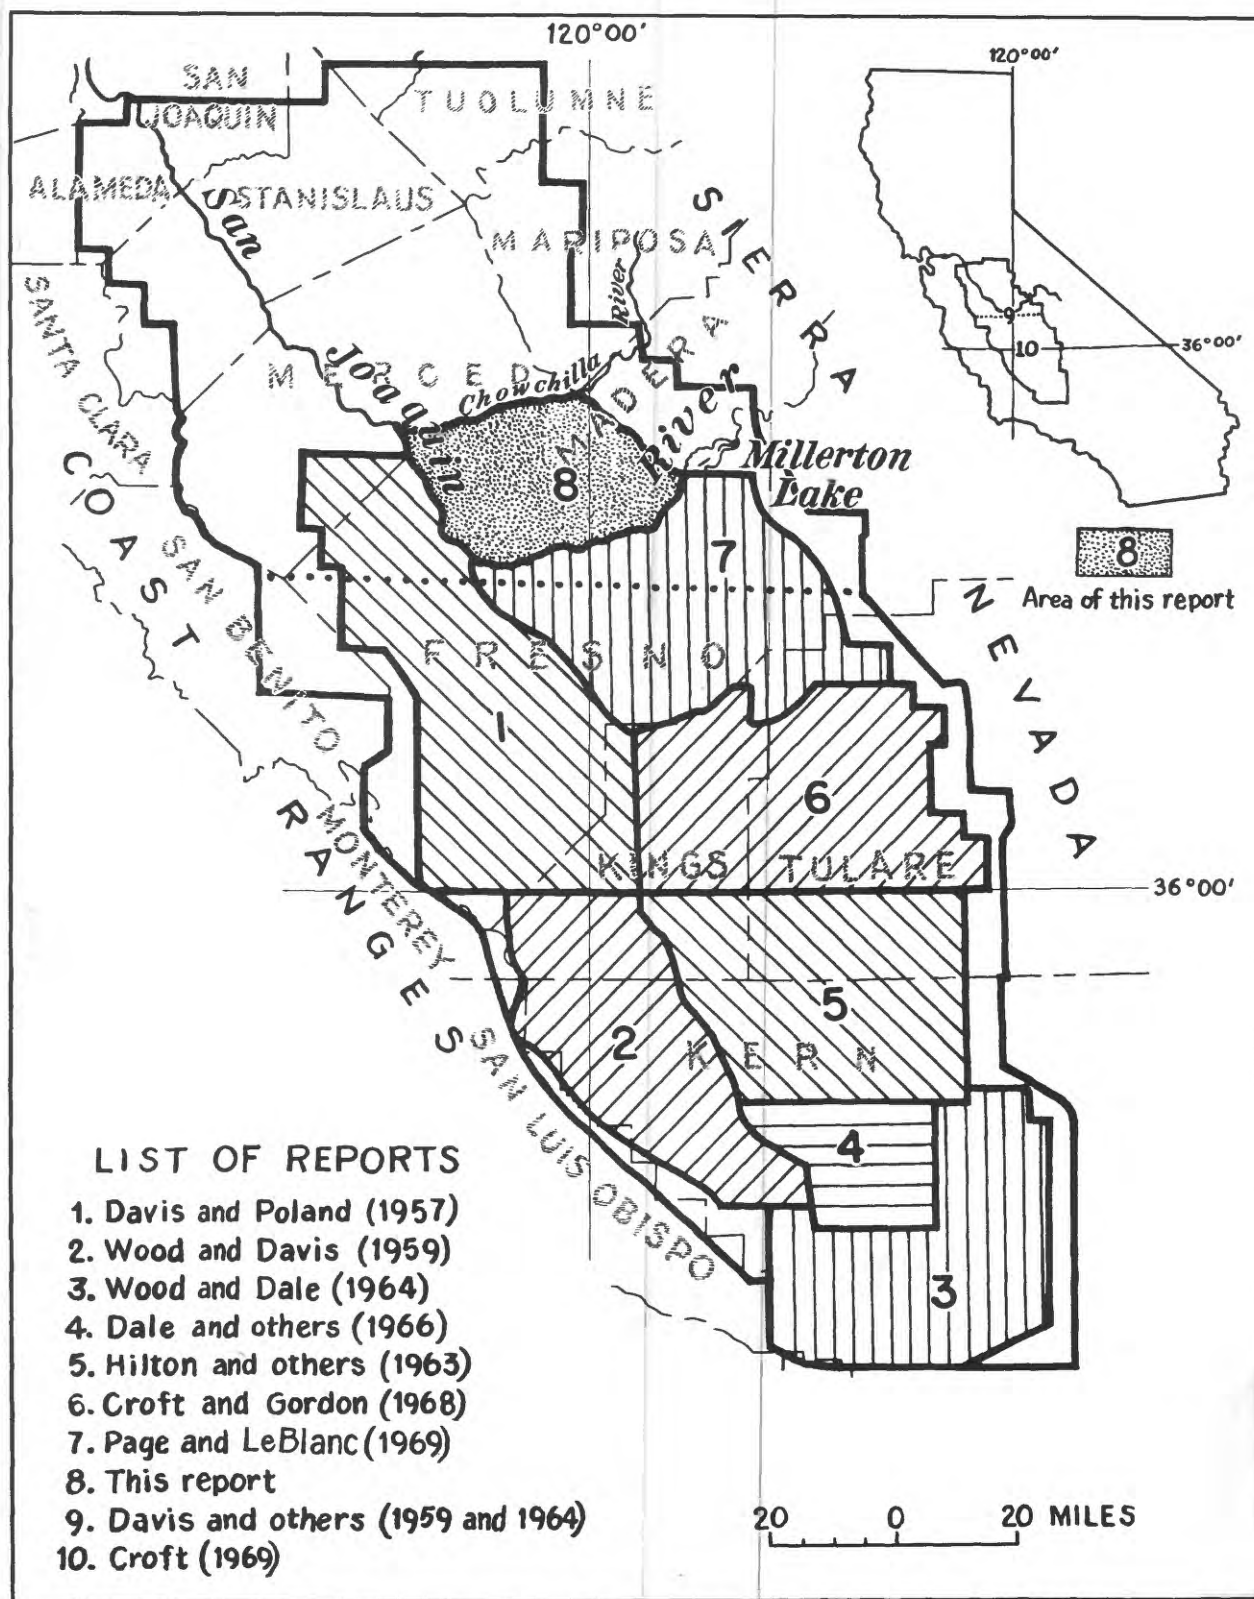 120°00'
120°00'
SAN
JOAQUIN
TUOLUMNE
ALAMEDA
STANISLAUS
San
MARIPOSA
SIERRA
SANTA CLARA
River
MERCED
Joaquin
Chowchilla
MADERA
River
Millerton
Lake
9
10
36°00'
8
7
8
Area of this report
COAST
SAN BENITO
FRESNO
NEVADA
1
6
KINGS
TULARE
36°00'
MONTEREY
RANGES
5
2
KERN
SAN LUIS OBISPO
4
3
LIST OF REPORTS
1. Davis and Poland (1957)
2. Wood and Davis (1959)
3. Wood and Dale (1964)
4. Dale and others (1966)
5. Hilton and others (1963)
6. Croft and Gordon (1968)
7. Page and LeBlanc (1969)
8. This report
9. Davis and others (1959 and 1964)
10. Croft (1969)
20 0 20 MILES